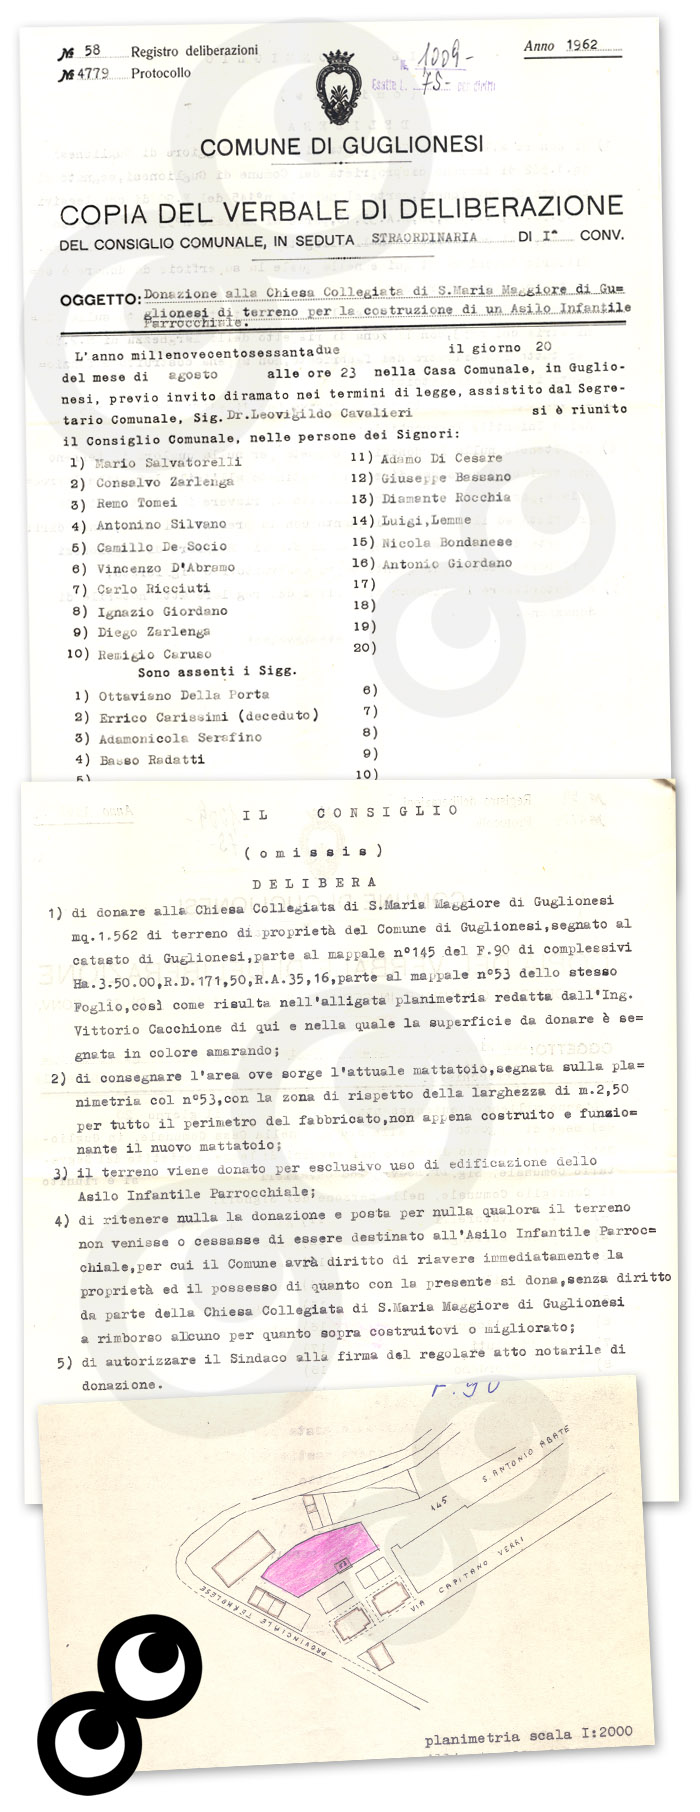 № 58 Registro deliberazioni
№ 4779 Protocollo
N. 1009-
Esatte L. 75- per diritti
Anno 1962
COMUNE DI GUGLIONESI
COPIA DEL VERBALE DI DELIBERAZIONE
DEL CONSIGLIO COMUNALE, IN SEDUTA STRAORDINARIA DI Iª CONV.
OGGETTO: Donazione alla Chiesa Collegiata di S.Maria Maggiore di Gu=
glionesi di terreno per la costruzione di un Asilo Infantile
Parrocchiale.
L'anno millenovecentosessantadue il giorno 20
del mese di agosto alle ore 23 nella Casa Comunale, in Guglio-
nesi, previo invito diramato nei termini di legge, assistito dal Segre-
tario Comunale, Sig. Dr.Leovigildo Cavalieri si è riunito
il Consiglio Comunale, nelle persone dei Signori:
1) Mario Salvatorelli
2) Consalvo Zarlenga
3) Remo Tomei
4) Antonino Silvano
5) Camillo De Socio
6) Vincenzo D'Abramo
7) Carlo Ricciuti
8) Ignazio Giordano
9) Diego Zarlenga
10) Remigio Caruso
11) Adamo Di Cesare
12) Giuseppe Bassano
13) Diamante Rocchia
14) Luigi,Lemme
15) Nicola Bondanese
16) Antonio Giordano
17)
18)
19)
20)
Sono assenti i Sigg.
1) Ottaviano Della Porta
2) Errico Carissimi (deceduto)
3) Adamonicola Serafino
4) Basso Radatti
5)
6)
7)
8)
9)
10)
IL CONSIGLIO
(omissis)
DELIBERA
1) di donare alla Chiesa Collegiata di S.Maria Maggiore di Guglionesi
mq.1.562 di terreno di proprietà del Comune di Guglionesi,segnato al
catasto di Guglionesi,parte al mappale n°145 del F.90 di complessivi
Ha.3.50.00,R.D.171,50,R.A.35,16,parte al mappale n°53 dello stesso
Foglio,così come risulta nell'alligata planimetria redatta dall'Ing.
Vittorio Cacchione di qui e nella quale la superficie da donare è se=
gnata in colore amarando;
2) di consegnare l'area ove sorge l'attuale mattatoio,segnata sulla pla=
nimetria col n°53,con la zona di rispetto della larghezza di m.2,50
per tutto il perimetro del fabbricato,non appena costruito e funzio=
nante il nuovo mattatoio;
3) il terreno viene donato per esclusivo uso di edificazione dello
Asilo Infantile Parrocchiale;
4) di ritenere nulla la donazione e posta per nulla qualora il terreno
non venisse o cessasse di essere destinato all'Asilo Infantile Parroc=
chiale,per cui il Comune avrà diritto di riavere immediatamente la
proprietà ed il possesso di quanto con la presente si dona,senza diritto
da parte della Chiesa Collegiata di S.Maria Maggiore di Guglionesi
a rimborso alcuno per quanto sopra costruitovi o migliorato;
5) di autorizzare il Sindaco alla firma del regolare atto notarile di
donazione.
F. 90
S. ANTONIO ABATE
145
53
VIA CAPITANO VERRI
PROVINCIALE TERMOLESE
planimetria scala I:2000